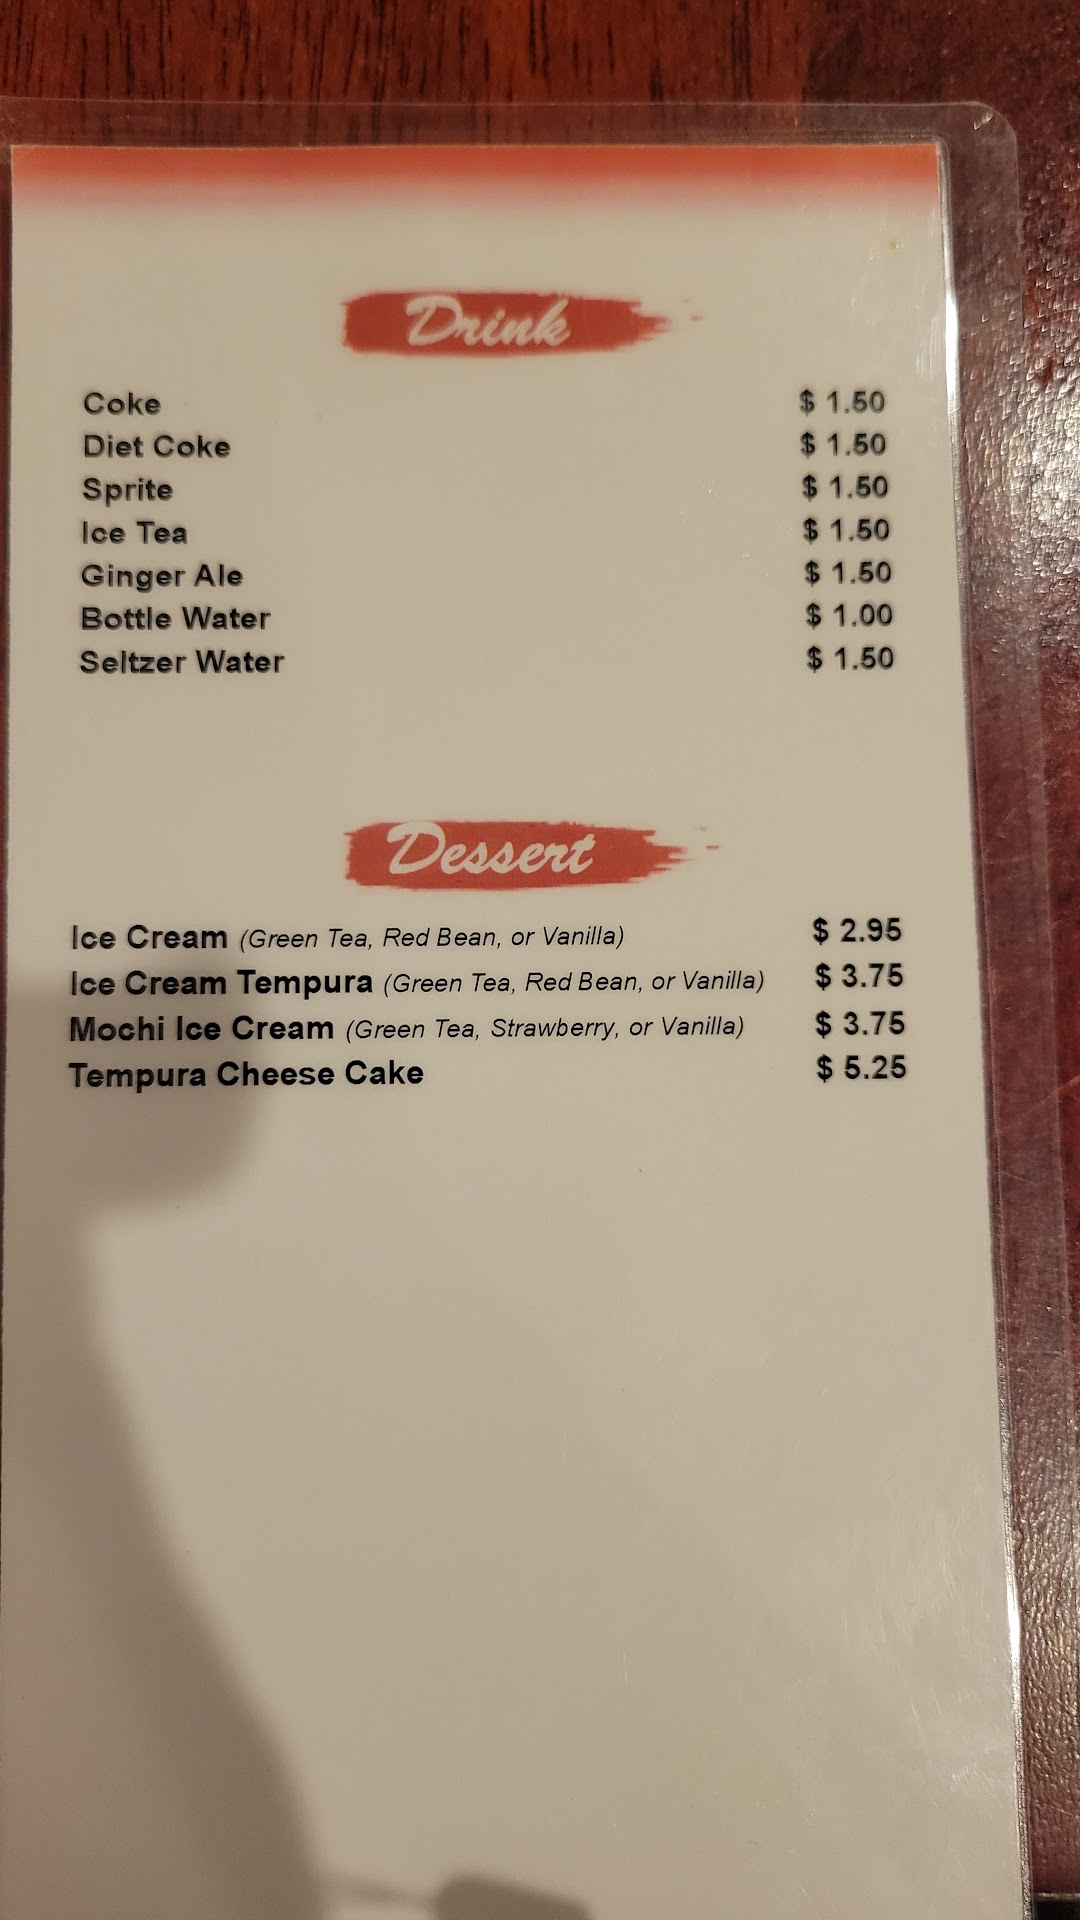 Drink
Coke $ 1.50
Diet Coke $ 1.50
Sprite $ 1.50
Ice Tea $ 1.50
Ginger Ale $ 1.50
Bottle Water $ 1.00
Seltzer Water $ 1.50
Dessert
Ice Cream (Green Tea, Red Bean, or Vanilla) $ 2.95
Ice Cream Tempura (Green Tea, Red Bean, or Vanilla) $ 3.75
Mochi Ice Cream (Green Tea, Strawberry, or Vanilla) $ 3.75
Tempura Cheese Cake $ 5.25